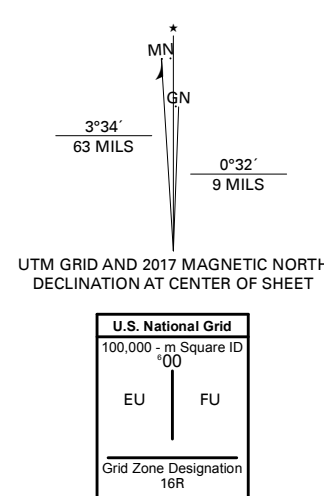 ★
MN
GN
3°34´
63 MILS
0°32´
9 MILS
UTM GRID AND 2017 MAGNETIC NORTH
DECLINATION AT CENTER OF SHEET
U.S. National Grid
100,000 - m Square ID
⁶00
EU FU
Grid Zone Designation
16R